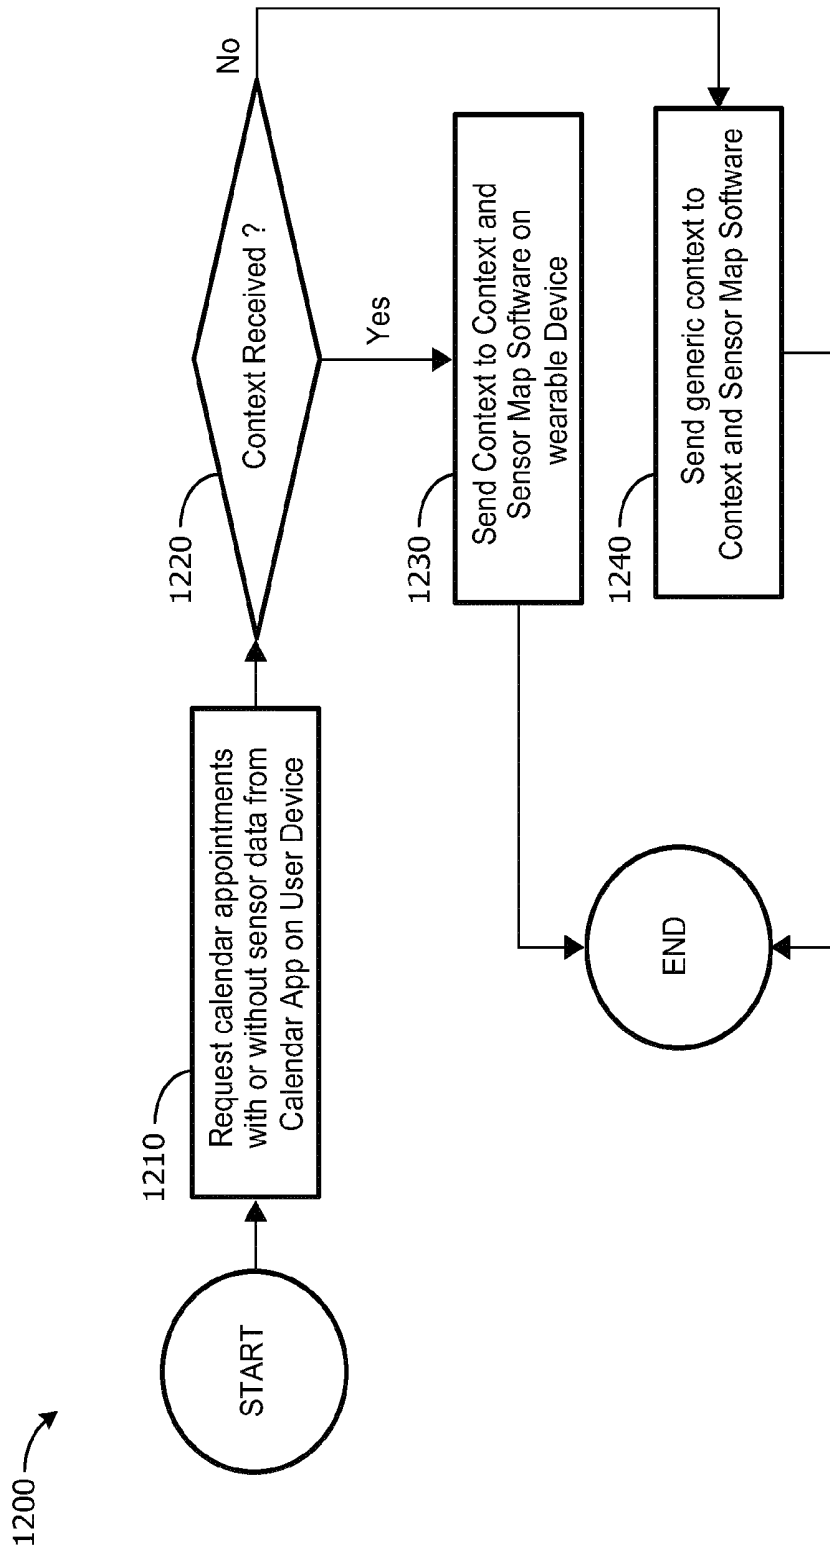 1200
START
1210
Request calendar appointments
with or without sensor data from
Calendar App on User Device
1220
Context Received ?
No
Yes
1230
Send Context to Context and
Sensor Map Software on
wearable Device
1240
Send generic context to
Context and Sensor Map Software
END